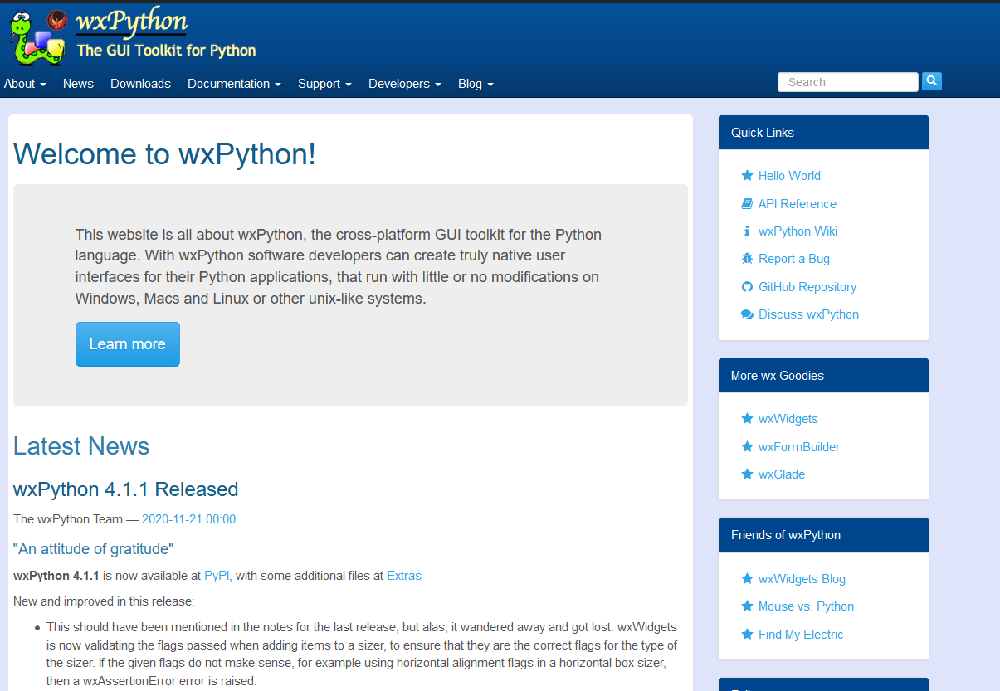 wxPython
The GUI Toolkit for Python
About
News
Downloads
Documentation
Support
Developers
Blog
Search
Welcome to wxPython!
This website is all about wxPython, the cross-platform GUI toolkit for the Python
language. With wxPython software developers can create truly native user
interfaces for their Python applications, that run with little or no modifications on
Windows, Macs and Linux or other unix-like systems.
Learn more
Latest News
wxPython 4.1.1 Released
The wxPython Team — 2020-11-21 00:00
"An attitude of gratitude"
wxPython 4.1.1 is now available at PyPI, with some additional files at Extras
New and improved in this release:
This should have been mentioned in the notes for the last release, but alas, it wandered away and got lost. wxWidgets
is now validating the flags passed when adding items to a sizer, to ensure that they are the correct flags for the type of
the sizer. If the given flags do not make sense, for example using horizontal alignment flags in a horizontal box sizer,
then a wxAssertionError error is raised.
Quick Links
Hello World
API Reference
wxPython Wiki
Report a Bug
GitHub Repository
Discuss wxPython
More wx Goodies
wxWidgets
wxFormBuilder
wxGlade
Friends of wxPython
wxWidgets Blog
Mouse vs. Python
Find My Electric